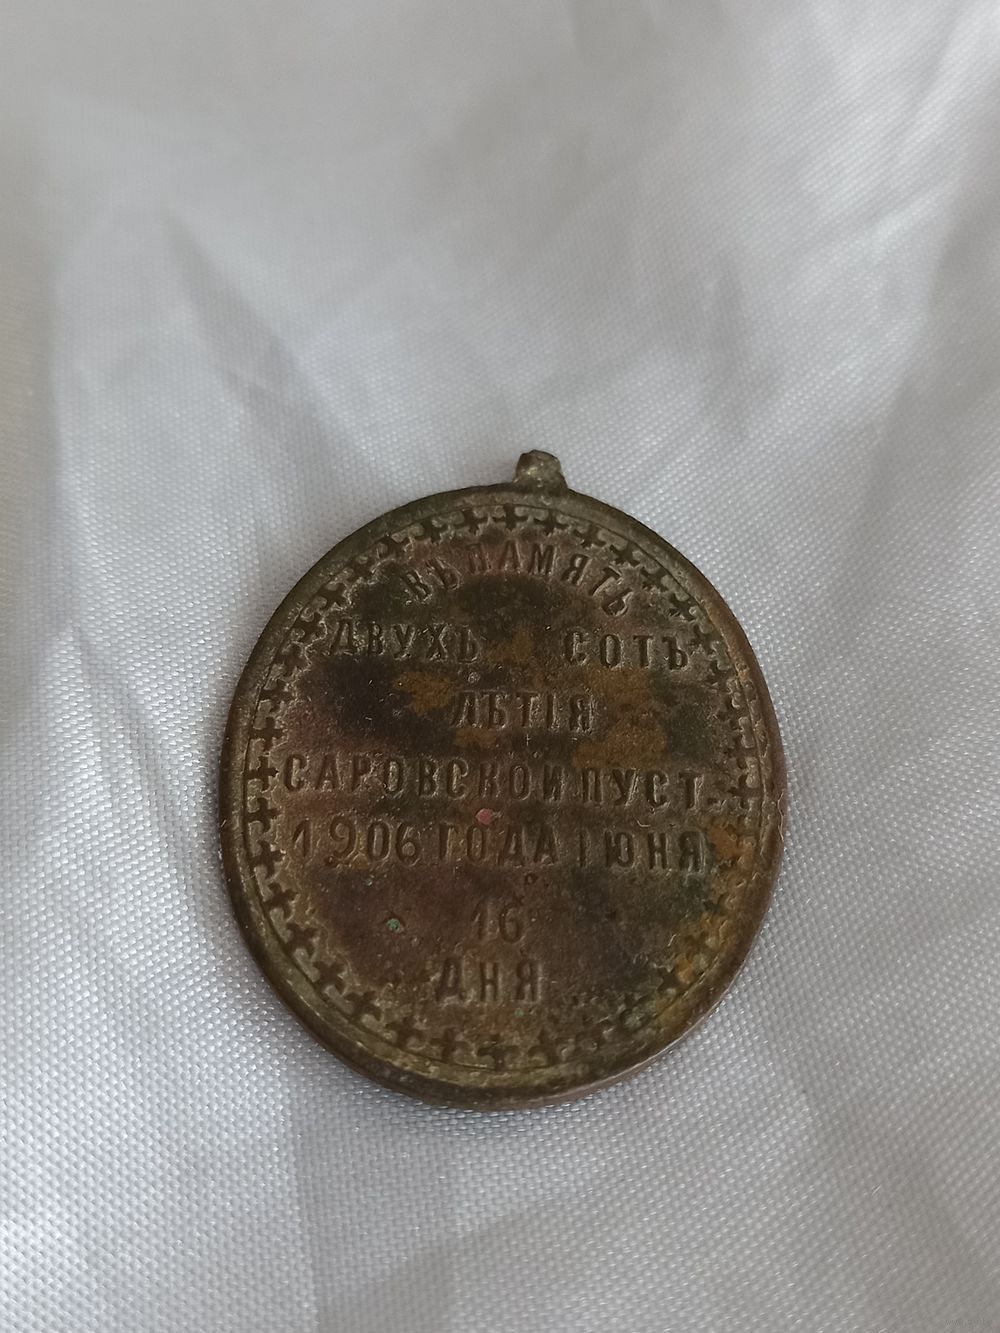 ВЪ ПАМЯТЬ
ДВУХЪ СОТЪ
ЛѢТІЯ
САРОВСКОЙ ПУСТ.
1906 ГОДА ІЮНЯ
16
ДНЯ